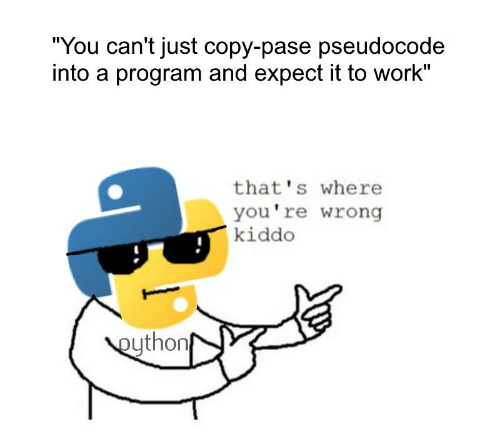 "You can't just copy-pase pseudocode
into a program and expect it to work"
that's where
you're wrong
kiddo
python